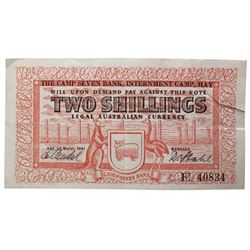 THE CAMP SEVEN BANK, INTERNMENT CAMP, HAY
WILL UPON DEMAND PAY AGAINST THIS NOTE
TWO SHILLINGS
LEGAL AUSTRALIAN CURRENCY
HAY, 1st March, 1941
MANAGER
CAMP SEVEN BANK
40834